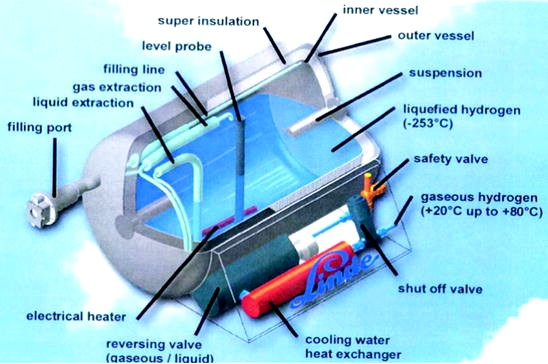 super insulation
inner vessel
level probe
outer vessel
filling line
gas extraction
suspension
liquid extraction
liquefied hydrogen
(-253°C)
filling port
safety valve
gaseous hydrogen
(+20°C up to +80°C)
Linde
shut off valve
electrical heater
reversing valve
(gaseous / liquid)
cooling water
heat exchanger